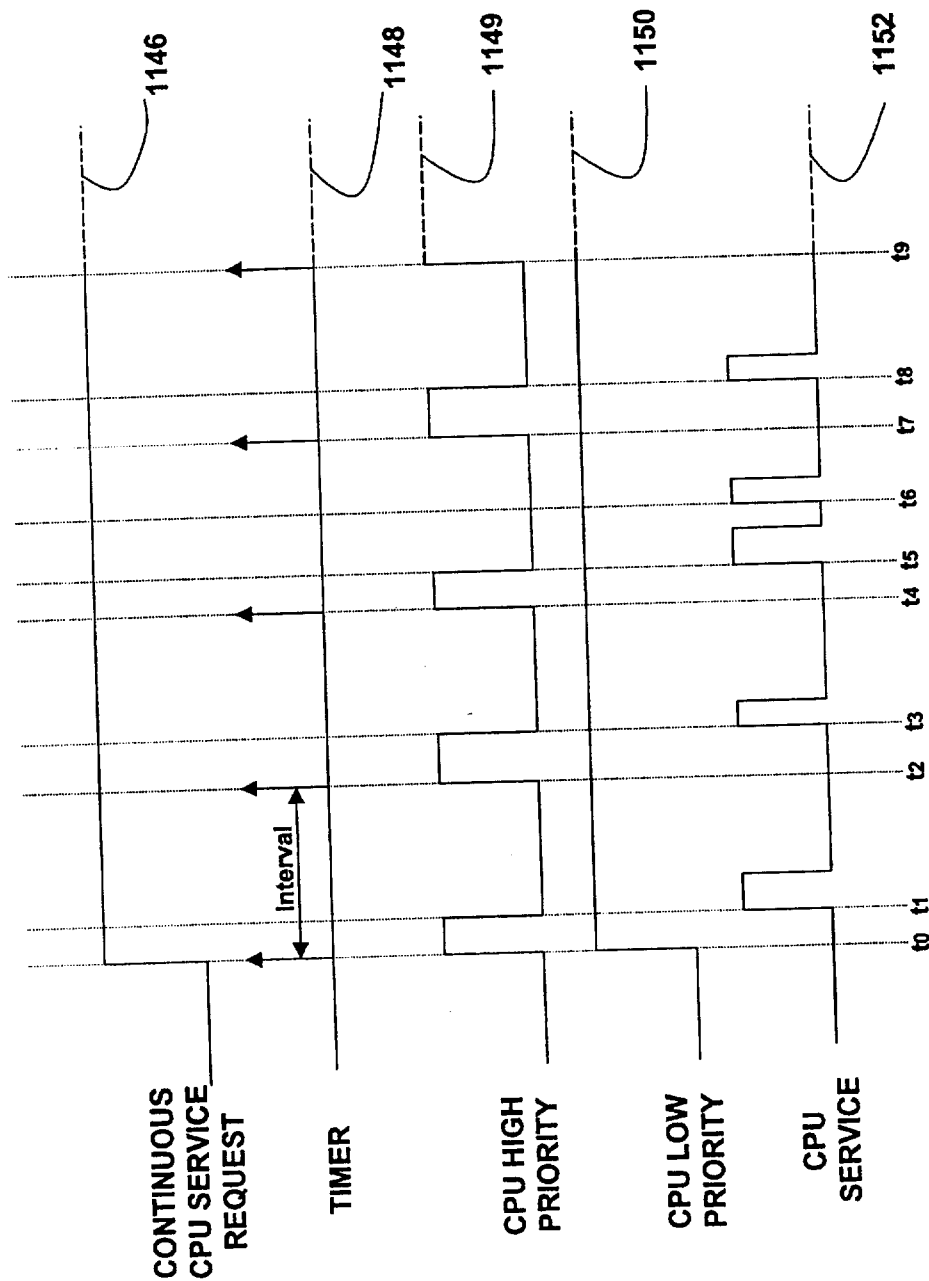 CONTINUOUS
CPU SERVICE
REQUEST
1146
TIMER
Interval
1148
CPU HIGH
PRIORITY
1149
CPU LOW
PRIORITY
1150
CPU
SERVICE
1152
t0
t1
t2
t3
t4
t5
t6
t7
t8
t9